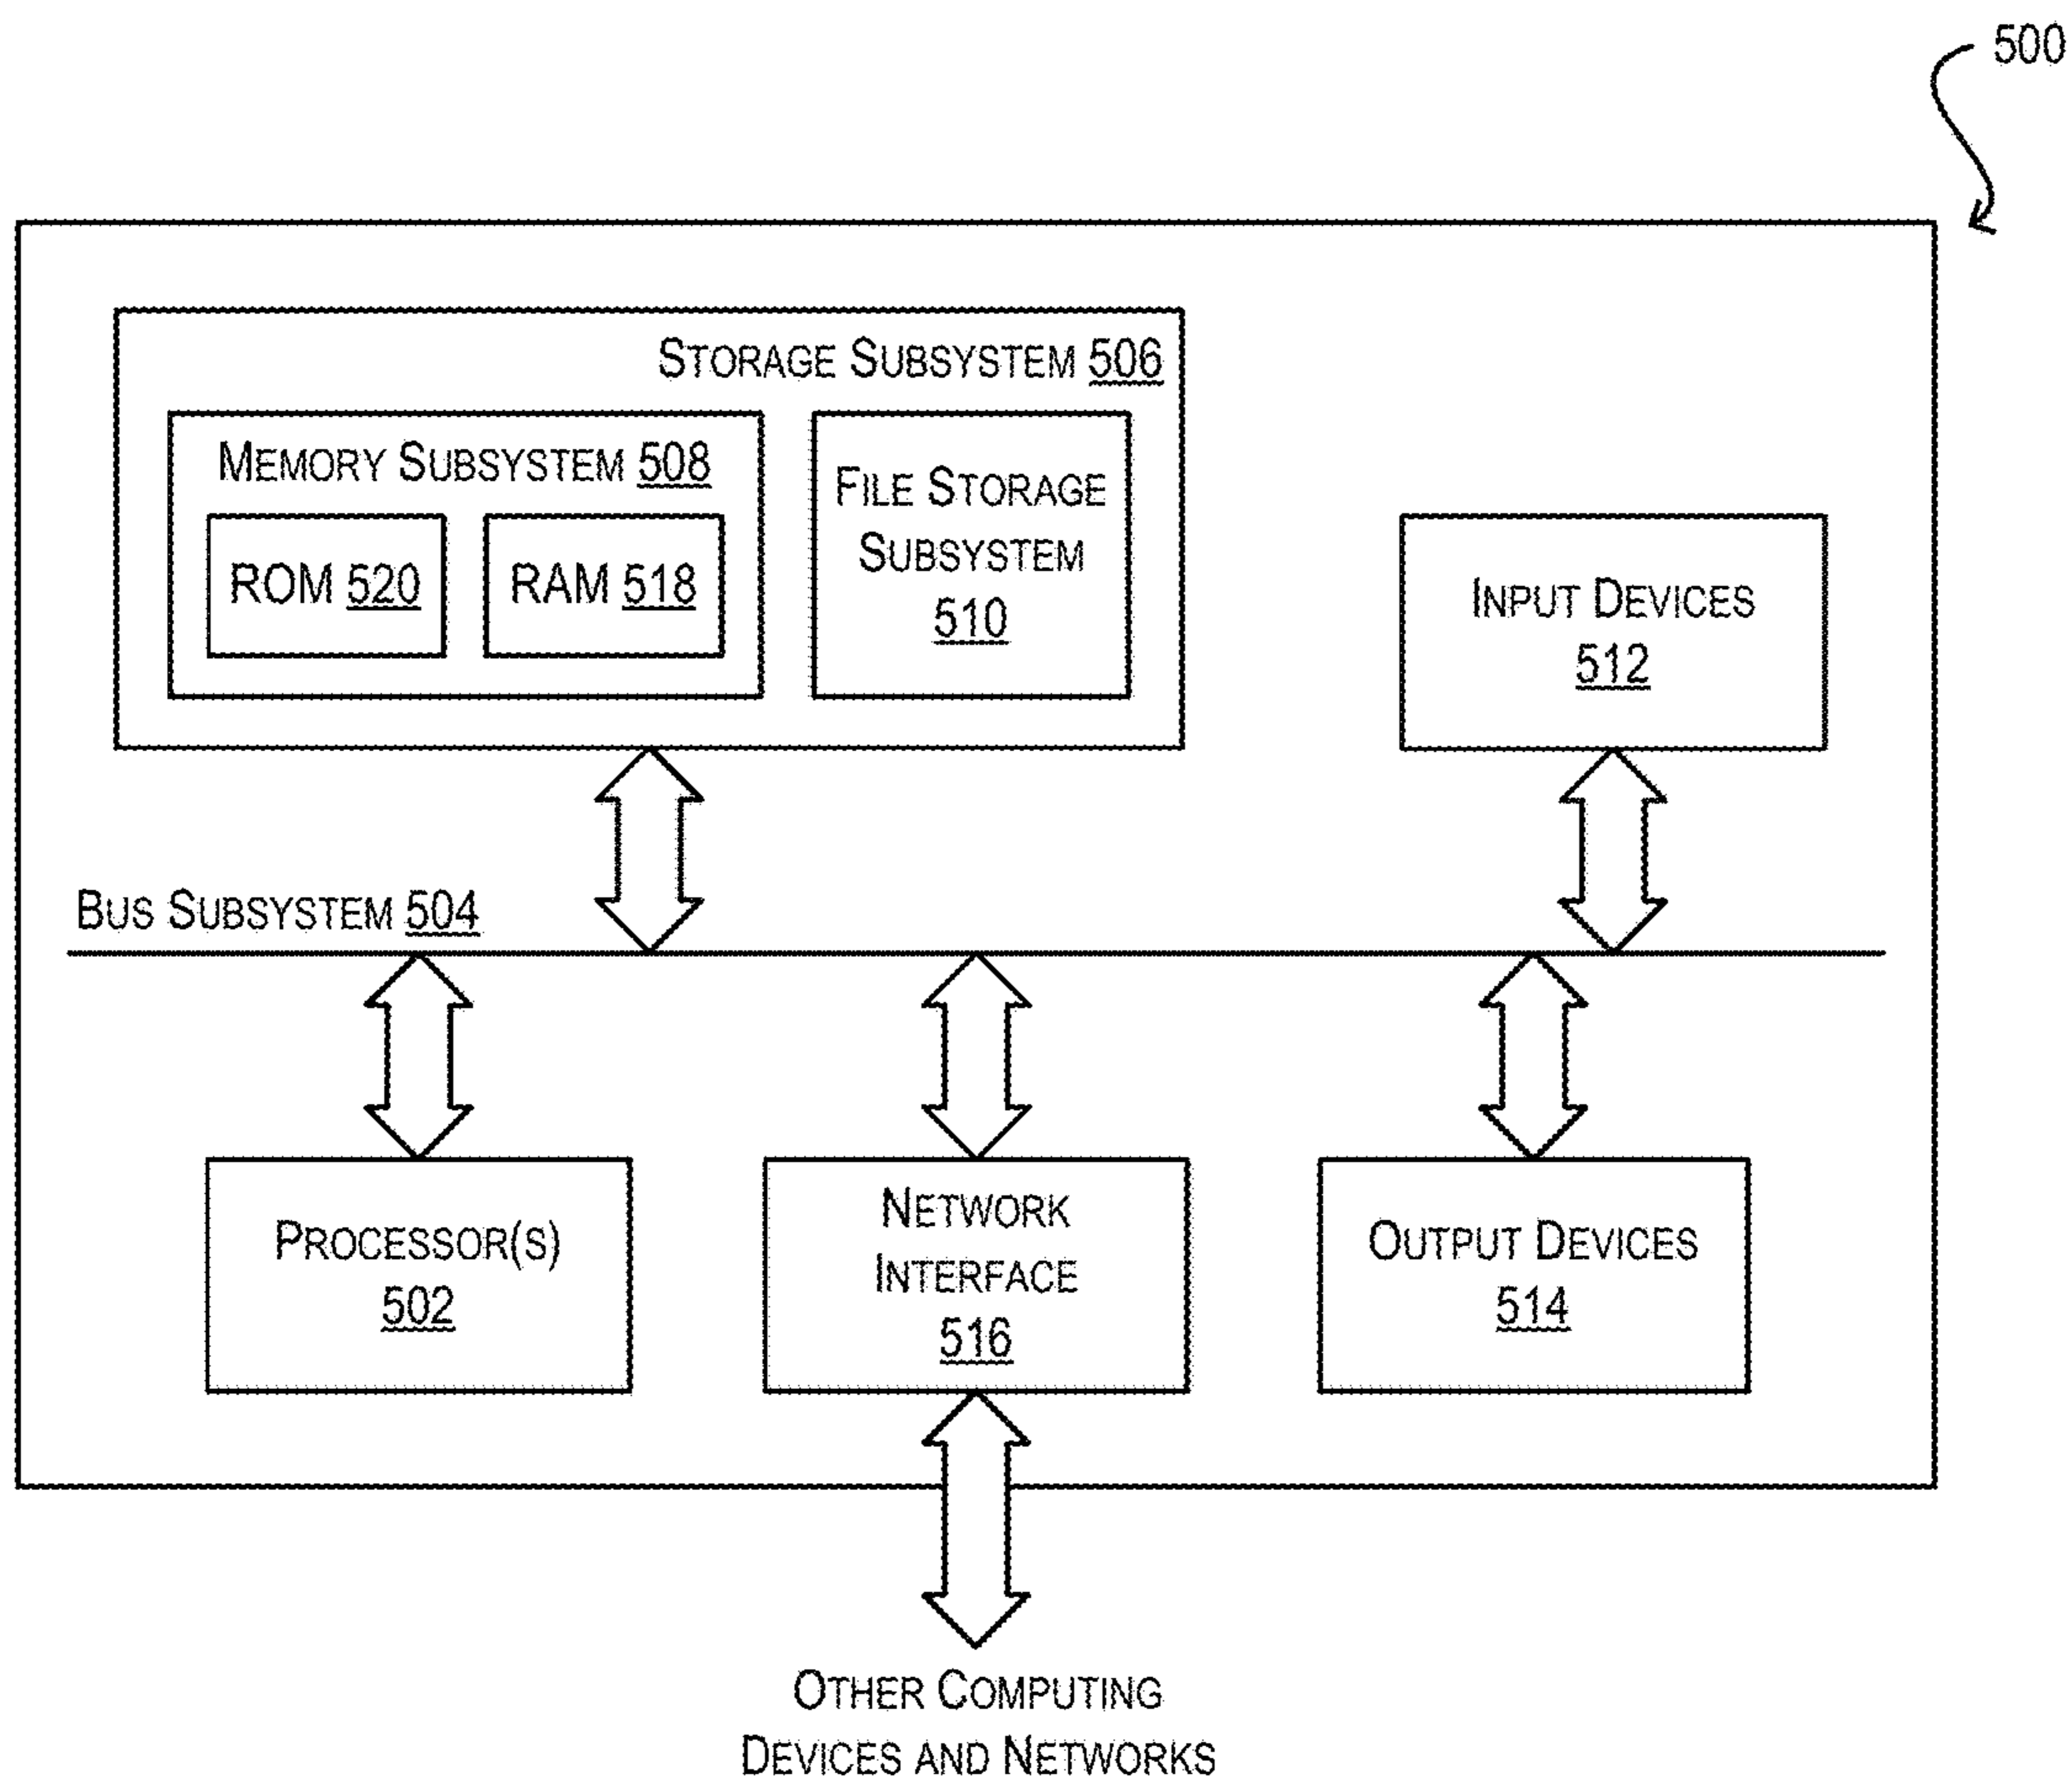 500
STORAGE SUBSYSTEM 506
MEMORY SUBSYSTEM 508
ROM 520
RAM 518
FILE STORAGE
SUBSYSTEM
510
INPUT DEVICES
512
BUS SUBSYSTEM 504
PROCESSOR(S)
502
NETWORK
INTERFACE
516
OUTPUT DEVICES
514
OTHER COMPUTING
DEVICES AND NETWORKS